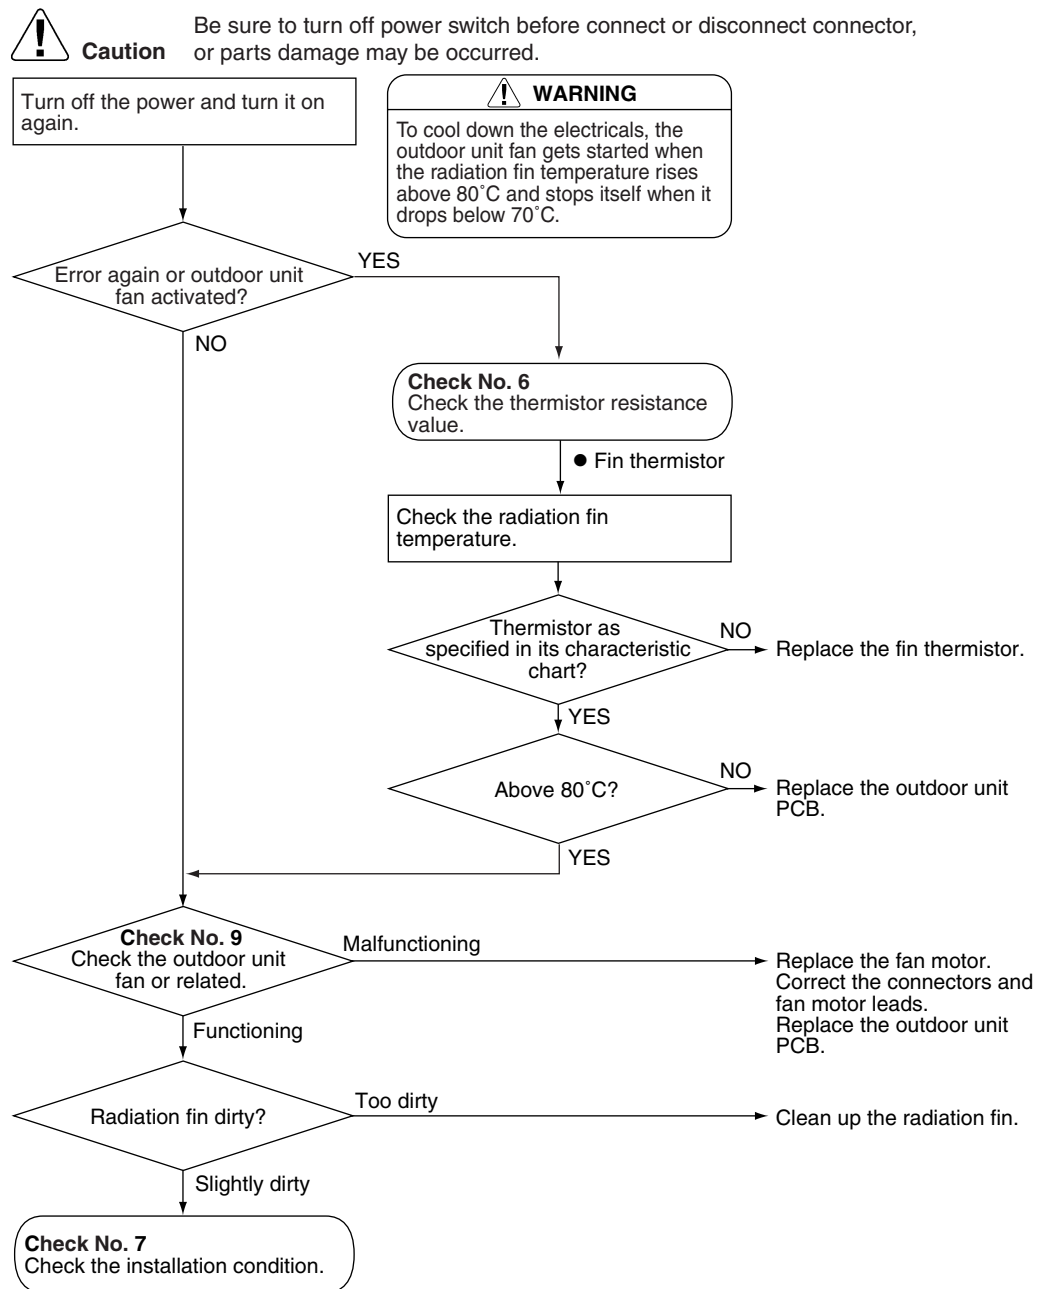 Be sure to turn off power switch before connect or disconnect connector,
Caution or parts damage may be occurred.
Turn off the power and turn it on
again.
WARNING
To cool down the electricals, the
outdoor unit fan gets started when
the radiation fin temperature rises
above 80˚C and stops itself when it
drops below 70˚C.
Error again or outdoor unit
fan activated?
YES
NO
Check No. 6
Check the thermistor resistance
value.
● Fin thermistor
Check the radiation fin
temperature.
Thermistor as
specified in its characteristic
chart?
NO
Replace the fin thermistor.
YES
Above 80˚C?
NO
Replace the outdoor unit
PCB.
YES
Check No. 9
Check the outdoor unit
fan or related.
Malfunctioning
Replace the fan motor.
Correct the connectors and
fan motor leads.
Replace the outdoor unit
PCB.
Functioning
Radiation fin dirty?
Too dirty
Clean up the radiation fin.
Slightly dirty
Check No. 7
Check the installation condition.